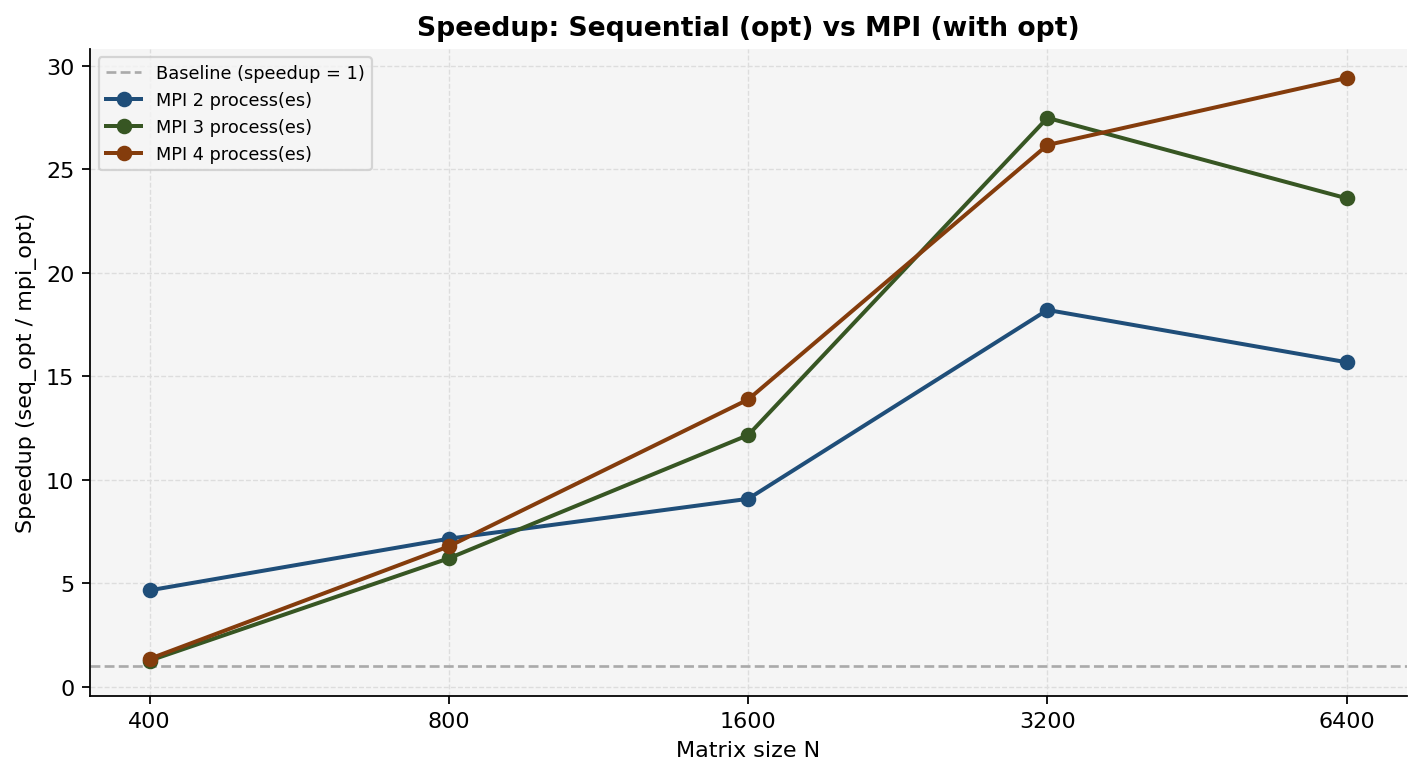 Speedup: Sequential (opt) vs MPI (with opt)
Baseline (speedup = 1)
MPI 2 process(es)
MPI 3 process(es)
MPI 4 process(es)
Speedup (seq_opt / mpi_opt)
30
25
20
15
10
5
0
400 800 1600 3200 6400
Matrix size N